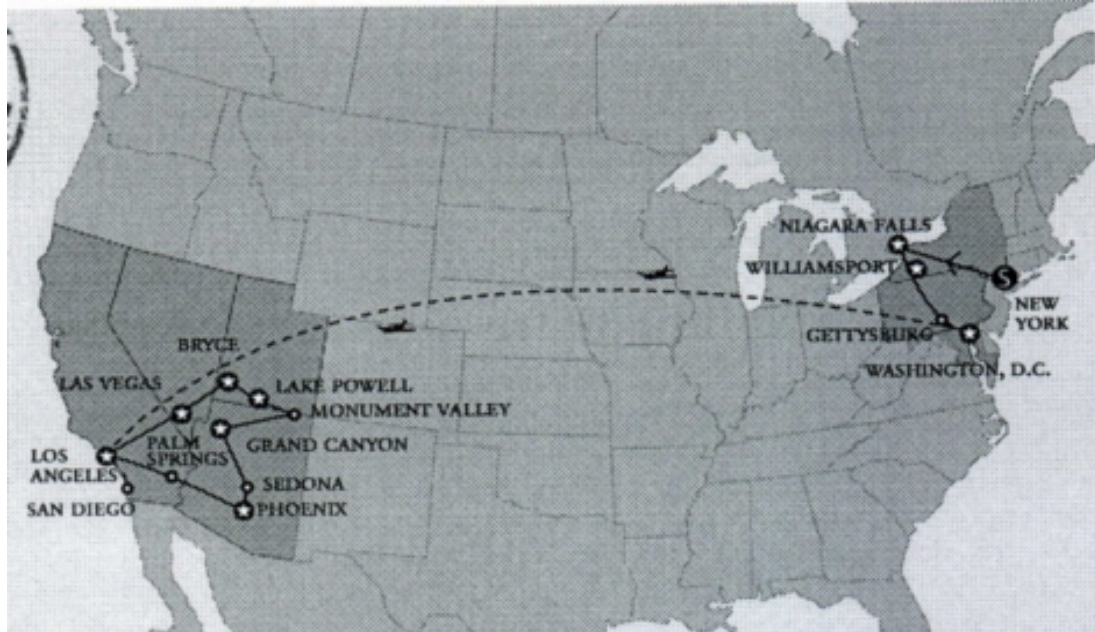 NIAGARA FALLS
WILLIAMSPORT
S
NEW
YORK
GETTYSBURG
WASHINGTON, D.C.
BRYCE
LAS VEGAS
LAKE POWELL
MONUMENT VALLEY
PALM
SPRINGS
GRAND CANYON
LOS
ANGELES
SEDONA
SAN DIEGO
PHOENIX